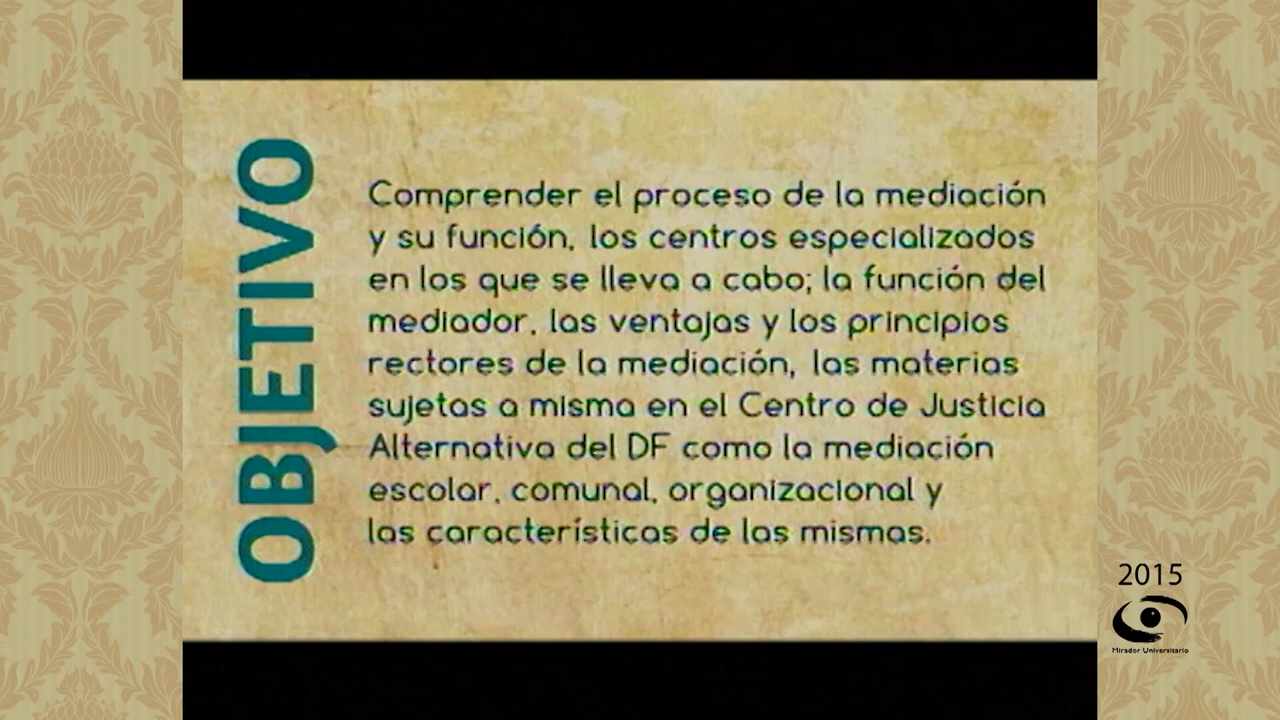 OBJETIVO
Comprender el proceso de la mediación
y su función, los centros especializados
en los que se lleva a cabo; la función del
mediador, las ventajas y los principios
rectores de la mediación, las materias
sujetas a misma en el Centro de Justicia
Alternativa del DF como la mediación
escolar, comunal, organizacional y
las características de las mismas.
2015
Mirador Universitario